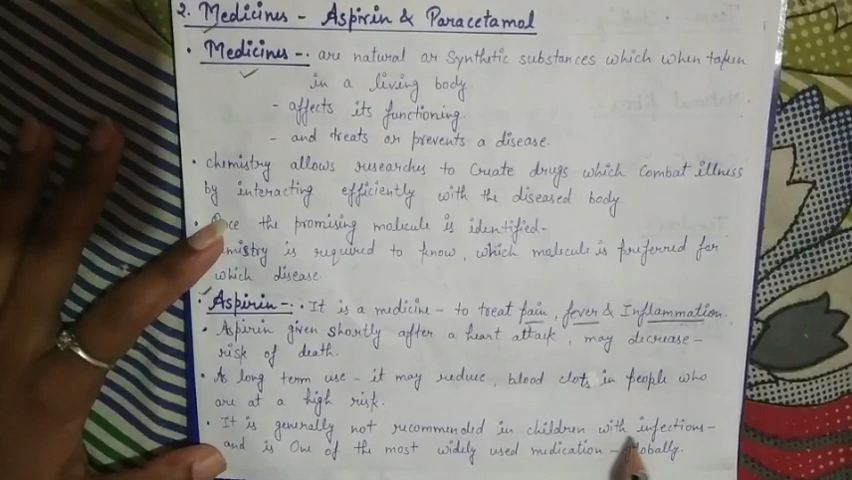 2. Medicines - Aspirin & Paracetamol
• Medicines -. are natural or Synthetic substances which when taken
in a living body
- affects its functioning.
- and treats or prevents a disease.
• chemistry allows researches to create drugs which combat illness
by interacting efficiently with the diseased body
• the promising malecule is identified-
is required to know, which malecule is preferred for
which disease
• Aspirin -. . It is a medicine - to treat pain, fever & Inflammation.
• Aspirin given shortly after a heart attack, may decrease -
risk of death.
• As long term use - it may reduce, blood clots in people who
are at a high risk.
• It is generally not recommended in children with infections -
and is One of the most widely used medication - globally.